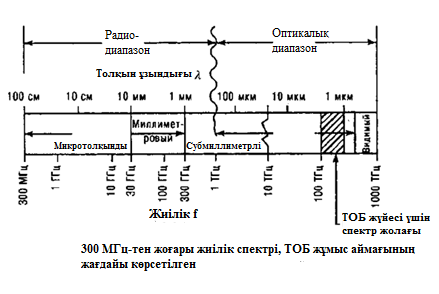 Радио-
диапазон
Оптикалық
диапазон
Толқын ұзындығы λ
100 см 10 см 10 мм 1 мм 100 мкм 10 мкм 1 мкм
Миллимет-
ровый
Микротолқынды
Субмиллиметрлі
Видимый
300 МГц 1 ГГц 10 ГГц 30 ГГц 100 ГГц 300 ГГц 1 ТГц 10 ТГц 100 ТГц 1000 ТГц
Жиілік f
ТОБ жүйесі үшін
спектр жолағы
300 МГц-тен жоғары жиілік спектрі, ТОБ жұмыс аймағының
жағдайы көрсетілген